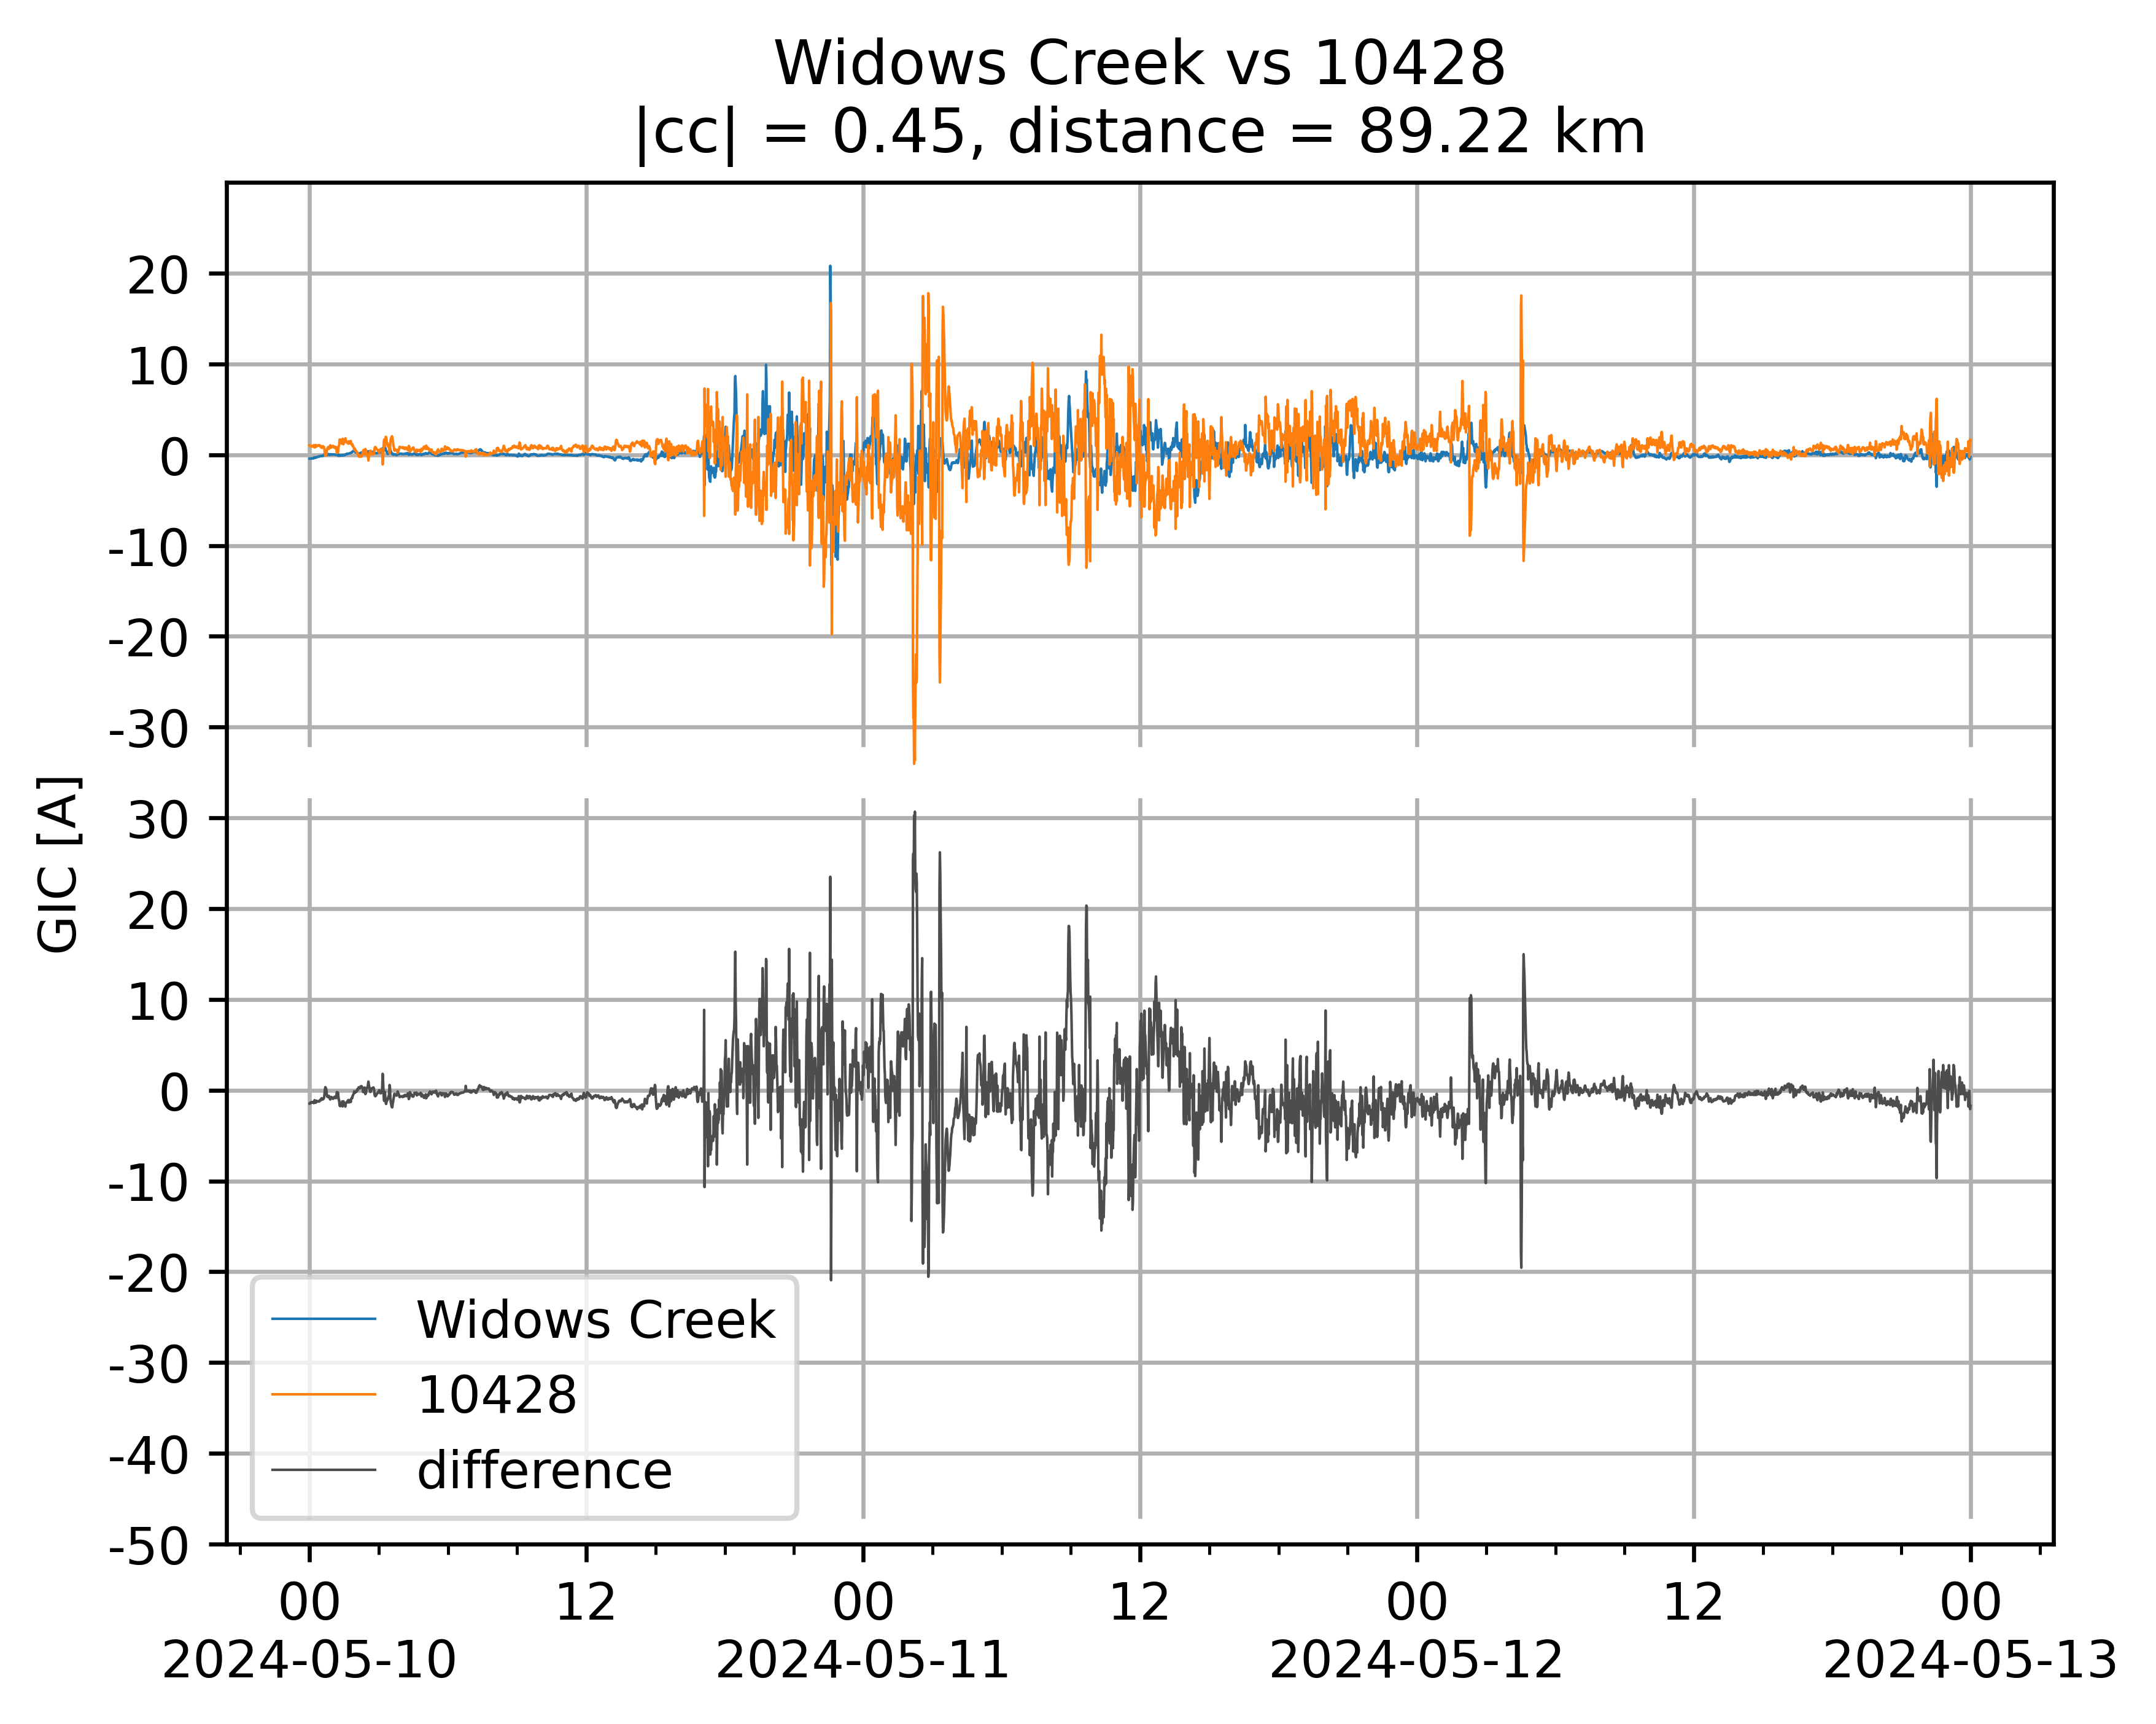 Widows Creek vs 10428
|cc| = 0.45, distance = 89.22 km
GIC [A]
20
10
0
-10
-20
-30
30
20
10
0
-10
-20
-30
-40
-50
Widows Creek
10428
difference
00 12 00 12 00 12 00
2024-05-10 2024-05-11 2024-05-12 2024-05-13